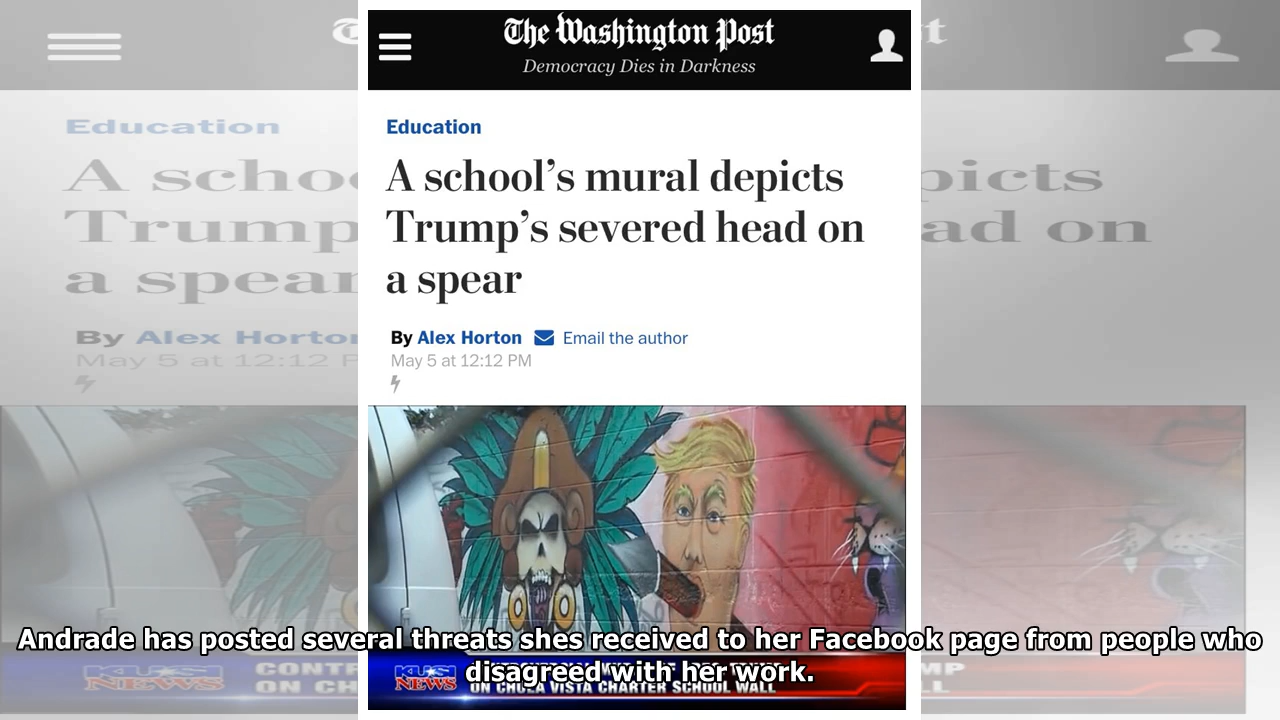 The Washington Post
Democracy Dies in Darkness
Education
A school's mural depicts
Trump's severed head on
a spear
By Alex Horton Email the author
May 5 at 12:12 PM
Andrade has posted several threats shes received to her Facebook page from people who
disagreed with her work.
KUSI
NEWS
ON CHULA VISTA CHARTER SCHOOL WALL